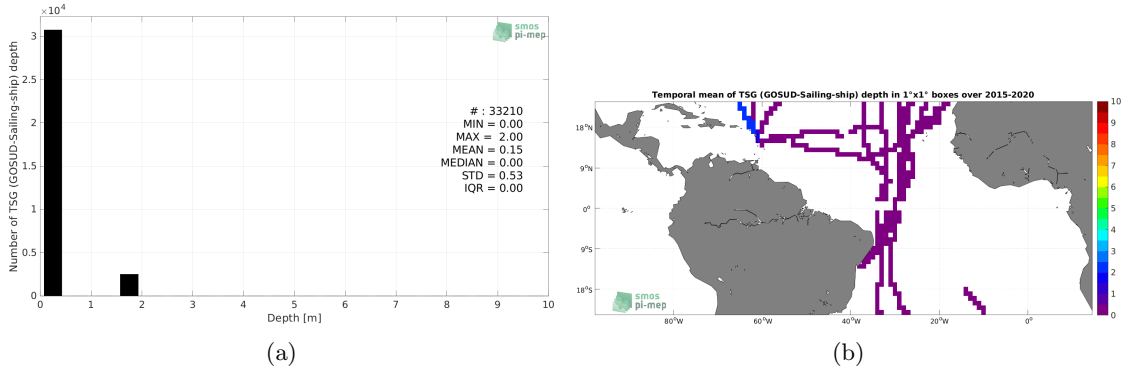 ×10⁴
smos
pi-mep
Number of TSG (GOSUD-Sailing-ship) depth
3
2.5
2
1.5
1
0.5
0
# : 33210
MIN = 0.00
MAX = 2.00
MEAN = 0.15
MEDIAN = 0.00
STD = 0.53
IQR = 0.00
0 1 2 3 4 5 6 7 8 9 10
Depth [m]
(a)
Temporal mean of TSG (GOSUD-Sailing-ship) depth in 1°x1° boxes over 2015-2020
18°N
9°N
0°
9°S
18°S
80°W 60°W 40°W 20°W 0°
10
9
8
7
6
5
4
3
2
1
0
smos
pi-mep
(b)